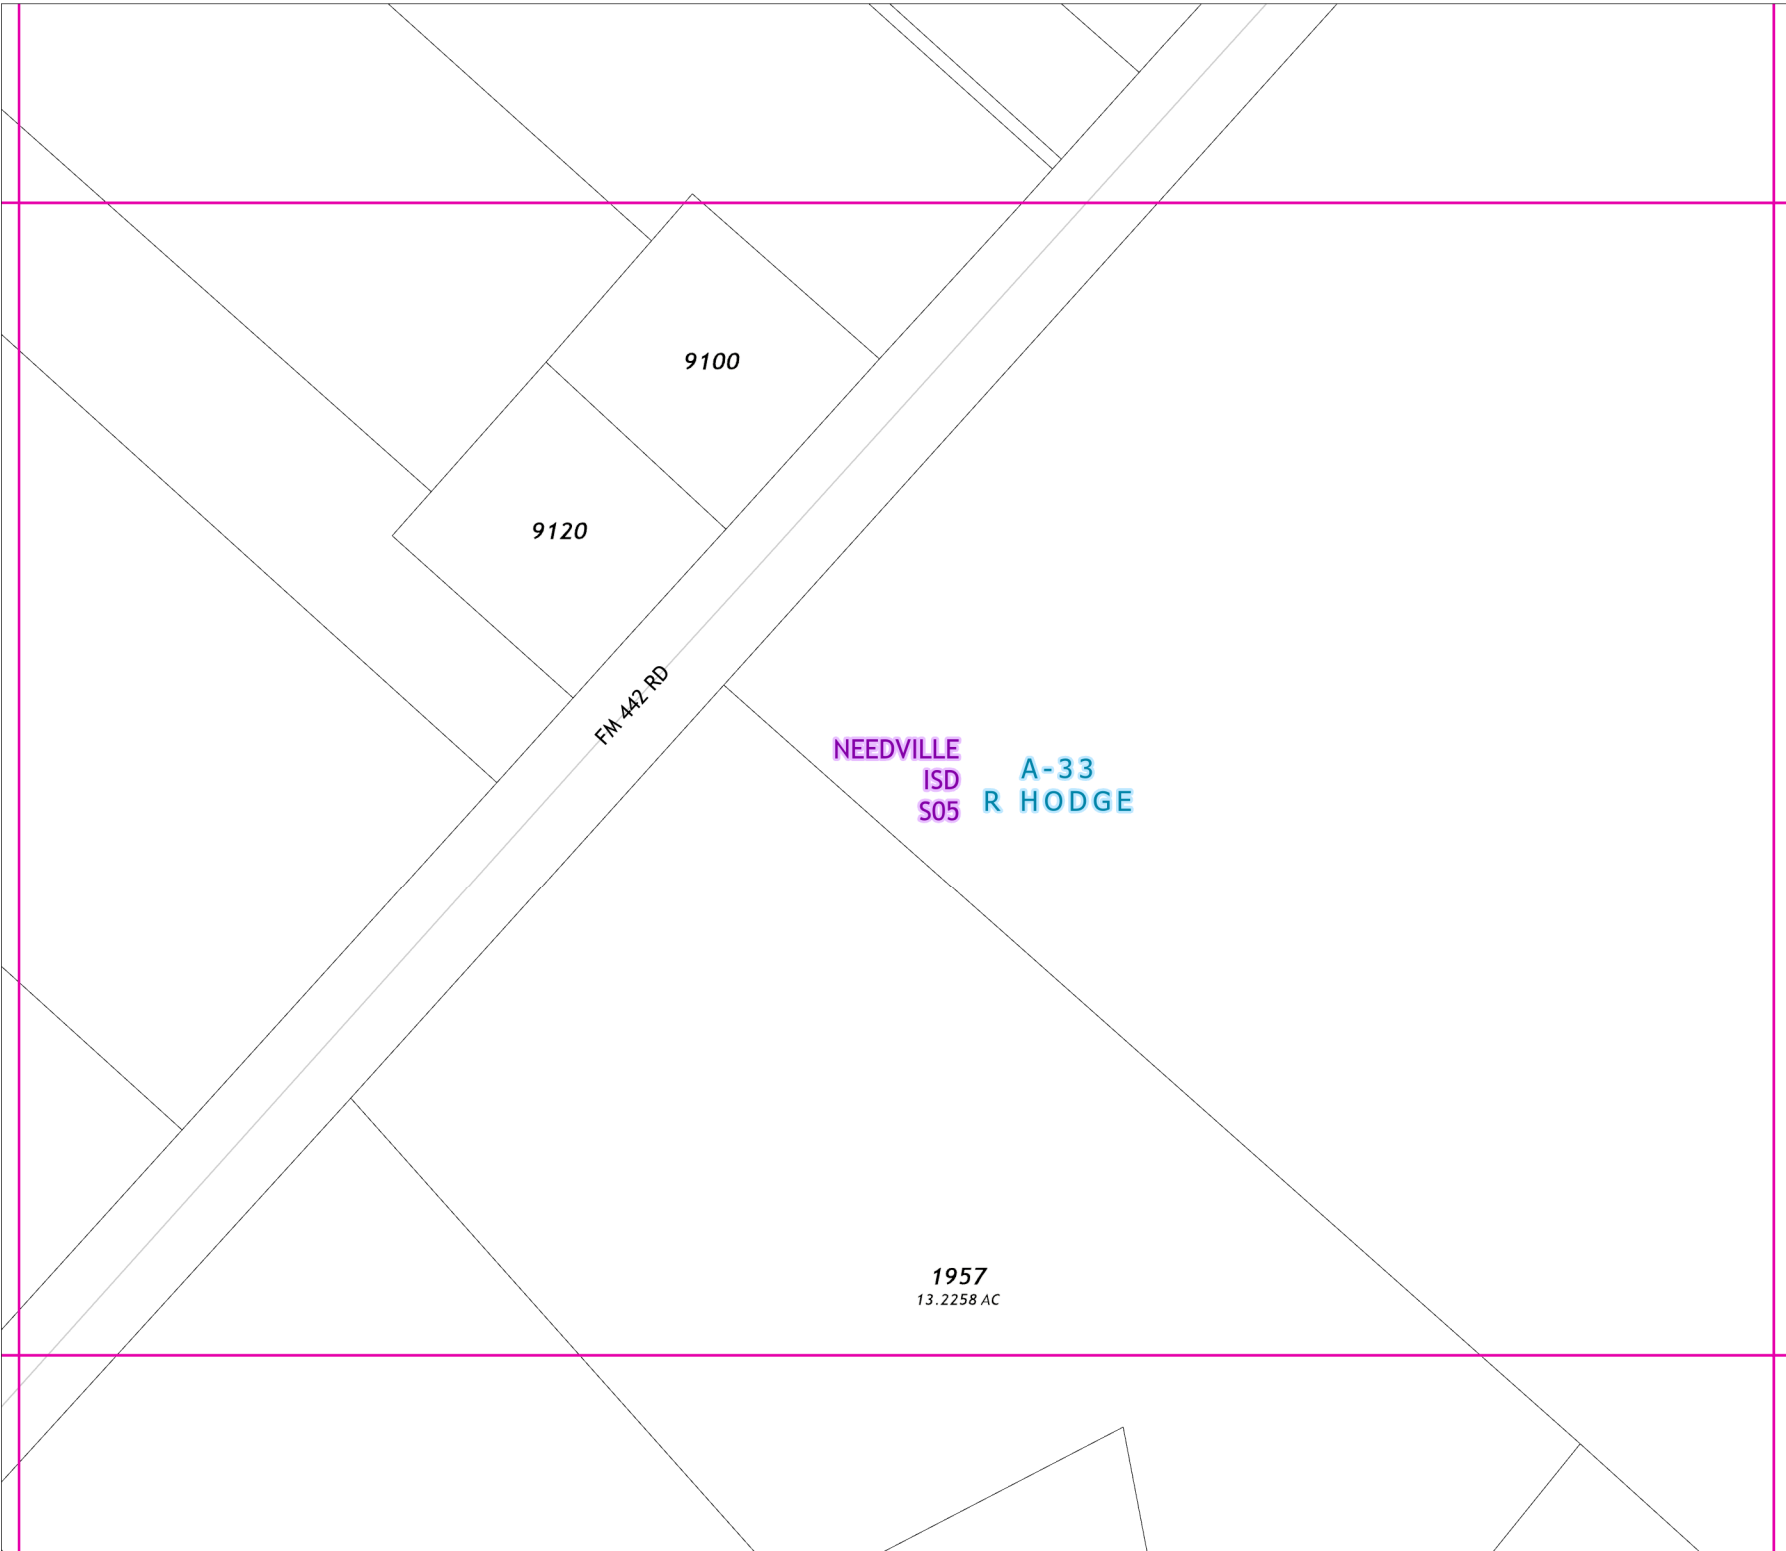 9100
9120
FM 442 RD
NEEDVILLE
ISD
S05
A-33
R HODGE
1957
13.2258 AC